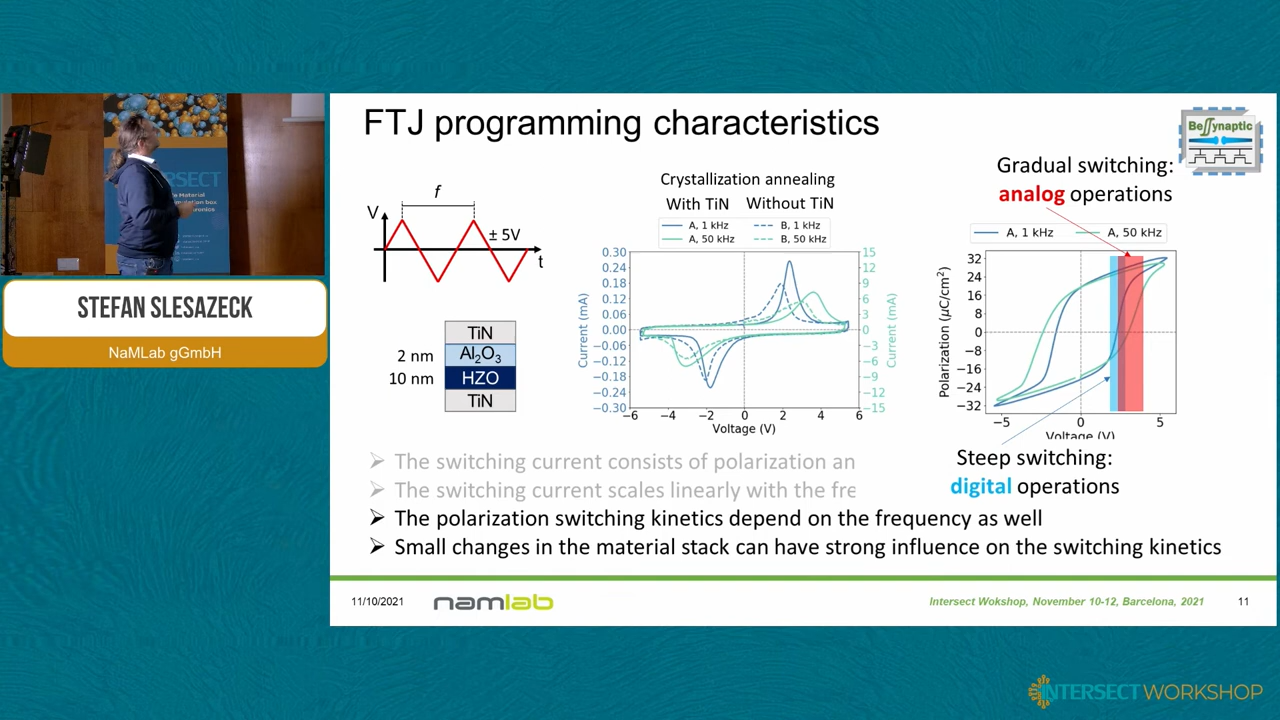 FTJ programming characteristics
BeSynaptic
RSECT
Material
mulation box
ctronics
STEFAN SLESAZECK
NaMLab gGmbH
V
f
± 5V
t
TiN
2 nm
Al2O3
10 nm
HZO
TiN
Crystallization annealing
With TiN
Without TiN
A, 1 kHz
B, 1 kHz
A, 50 kHz
B, 50 kHz
0.30
0.24
0.18
0.12
0.06
0.00
−0.06
−0.12
−0.18
−0.24
−0.30
Current (mA)
15
12
9
6
3
0
−3
−6
−9
−12
−15
Current (mA)
−6
−4
−2
0
2
4
6
Voltage (V)
Gradual switching:
analog operations
A, 1 kHz
A, 50 kHz
Polarization (μC/cm²)
32
24
16
8
0
−8
−16
−24
−32
−5
0
5
Voltage (V)
Steep switching:
digital operations
The switching current consists of polarization an
The switching current scales linearly with the fre
The polarization switching kinetics depend on the frequency as well
Small changes in the material stack can have strong influence on the switching kinetics
11/10/2021
namlab
Intersect Wokshop, November 10-12, Barcelona, 2021
11
INTERSECT WORKSHOP